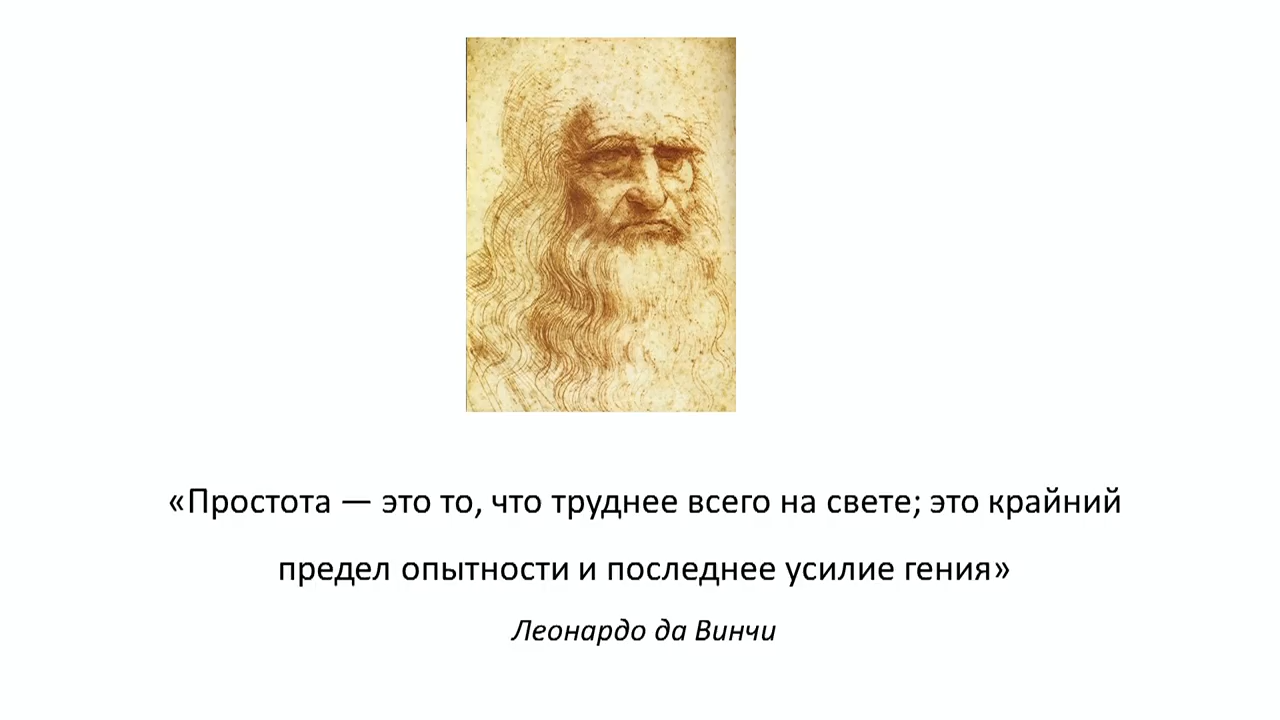 «Простота — это то, что труднее всего на свете; это крайний
предел опытности и последнее усилие гения»
Леонардо да Винчи